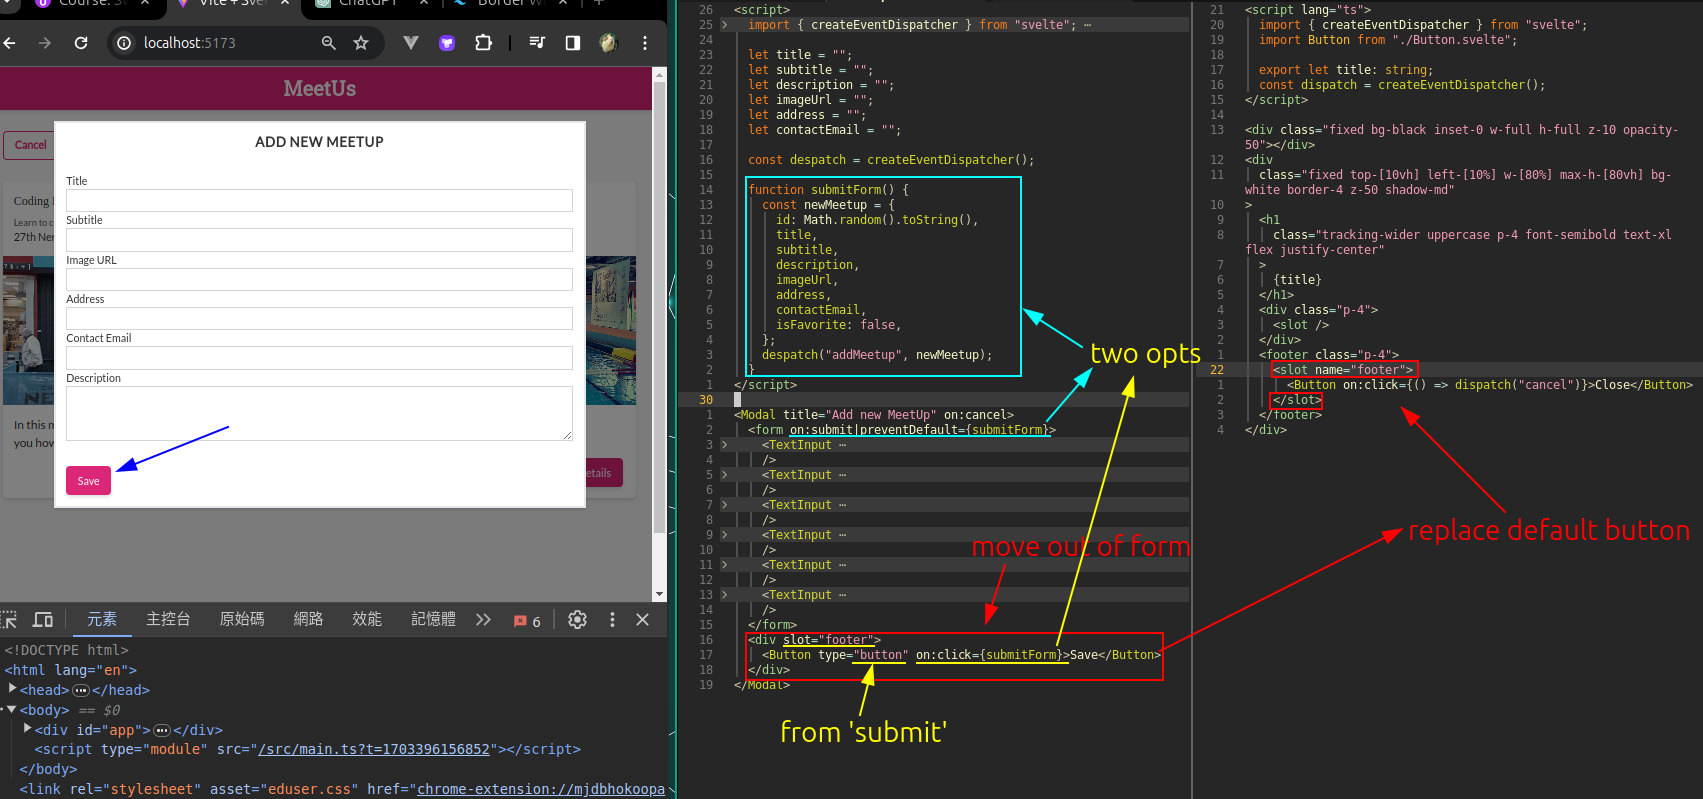 Course: S
Vite + Sve
ChatGPT
Border W
localhost:5173
MeetUs
Cancel
ADD NEW MEETUP
Title
Subtitle
Image URL
Address
Contact Email
Description
Save
Coding
Learn to c
27th Ner
In this m
you how
etails
元素
主控台
原始碼
網路
效能
記憶體
6
<!DOCTYPE html>
<html lang="en">
<head>…</head>
<body> == $0
<div id="app">…</div>
<script type="module" src="/src/main.ts?t=1703396156852"></script>
</body>
<link rel="stylesheet" asset="eduser.css" href="chrome-extension://mjdbhokoopa
26 <script>
25 import { createEventDispatcher } from "svelte"; ⋯
24
23 let title = "";
22 let subtitle = "";
21 let description = "";
20 let imageUrl = "";
19 let address = "";
18 let contactEmail = "";
17
16 const despatch = createEventDispatcher();
15
14 function submitForm() {
13 const newMeetup = {
12 id: Math.random().toString(),
11 title,
10 subtitle,
9 description,
8 imageUrl,
7 address,
6 contactEmail,
5 isFavorite: false,
4 };
3 despatch("addMeetup", newMeetup);
2 }
1 </script>
30
1 <Modal title="Add new MeetUp" on:cancel>
2 <form on:submit|preventDefault={submitForm}>
3 <TextInput ⋯
4 />
5 <TextInput ⋯
6 />
7 <TextInput ⋯
8 />
9 <TextInput ⋯
10 />
11 <TextInput ⋯
12 />
13 <TextInput ⋯
14 />
15 </form>
16 <div slot="footer">
17 <Button type="button" on:click={submitForm}>Save</Button>
18 </div>
19 </Modal>
two opts
move out of form
from 'submit'
21 <script lang="ts">
20 import { createEventDispatcher } from "svelte";
19 import Button from "./Button.svelte";
18
17 export let title: string;
16 const dispatch = createEventDispatcher();
15 </script>
14
13 <div class="fixed bg-black inset-0 w-full h-full z-10 opacity-
50"></div>
12 <div
11 class="fixed top-[10vh] left-[10%] w-[80%] max-h-[80vh] bg-
white border-4 z-50 shadow-md"
10 >
9 <h1
8 class="tracking-wider uppercase p-4 font-semibold text-xl
flex justify-center"
7 >
6 {title}
5 </h1>
4 <div class="p-4">
3 <slot />
2 </div>
1 <footer class="p-4">
22 <slot name="footer">
1 <Button on:click={() => dispatch("cancel")}>Close</Button>
2 </slot>
3 </footer>
4 </div>
replace default button